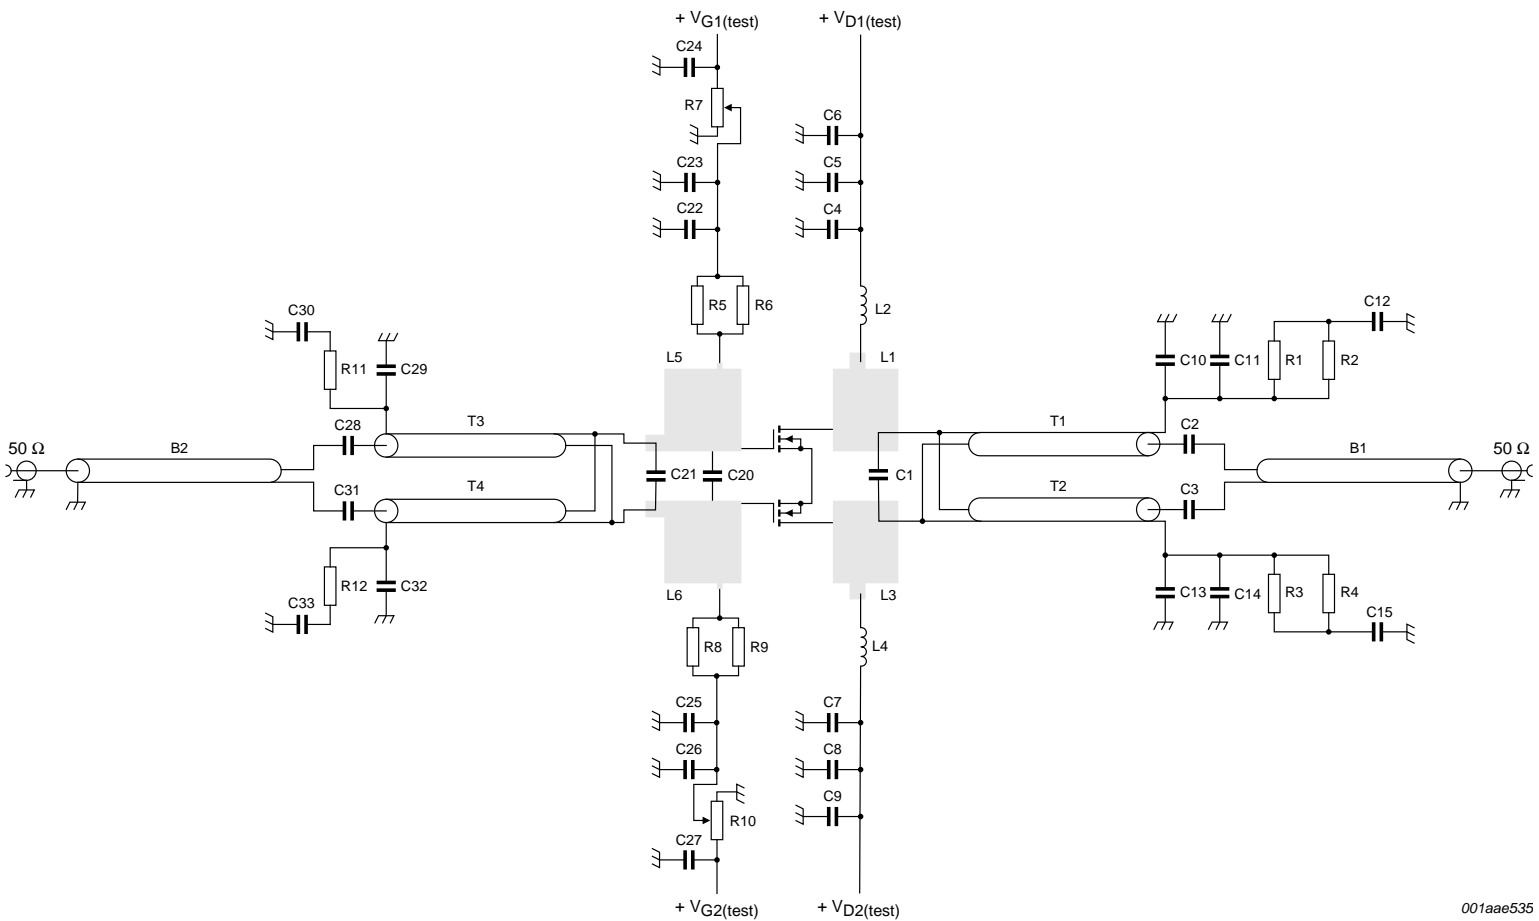 + VG1(test)
+ VD1(test)
C24
R7
C6
C23
C5
C22
C4
R5
R6
L2
C30
C12
R11
C29
L5
L1
C10
C11
R1
R2
C28
T3
T1
C2
50 Ω
B2
C21
C20
C1
B1
50 Ω
C31
T4
T2
C3
R12
C32
C33
L6
L3
C13
C14
R3
R4
C15
R8
R9
L4
C25
C7
C26
C8
C9
R10
C27
+ VG2(test)
+ VD2(test)
001aae535